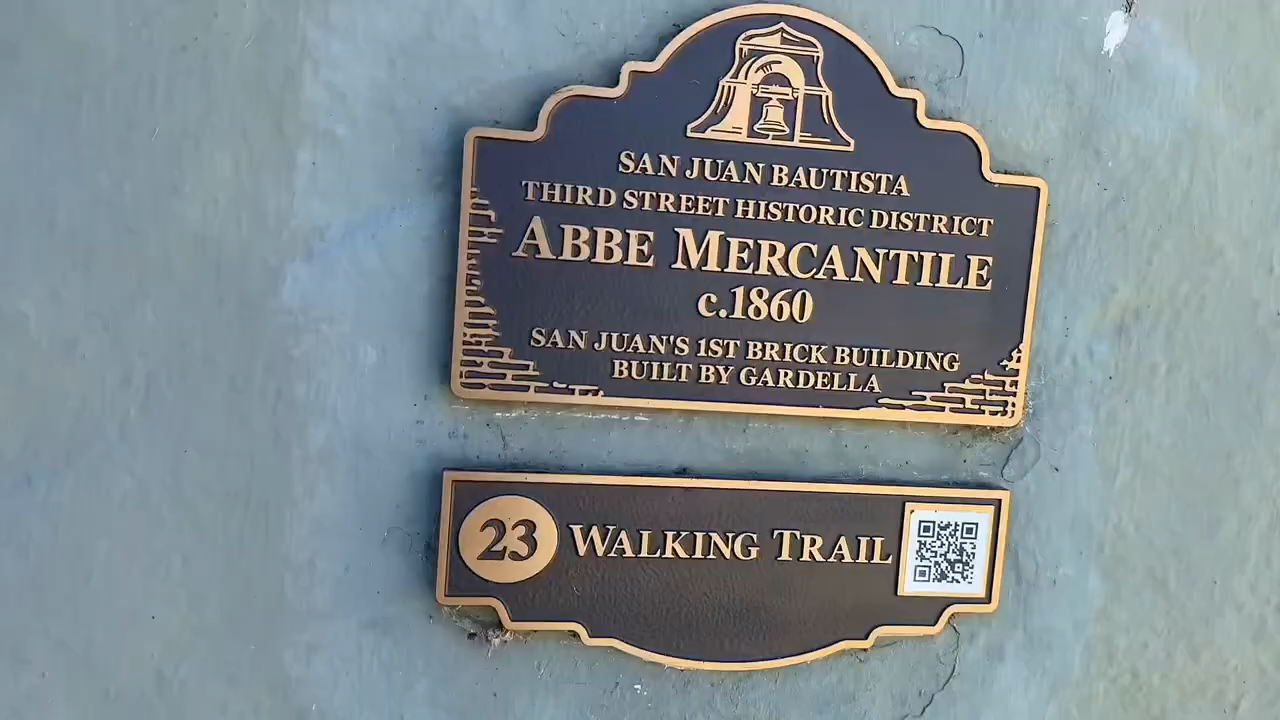 SAN JUAN BAUTISTA
THIRD STREET HISTORIC DISTRICT
ABBE MERCANTILE
c.1860
SAN JUAN'S 1ST BRICK BUILDING
BUILT BY GARDELLA
23 WALKING TRAIL